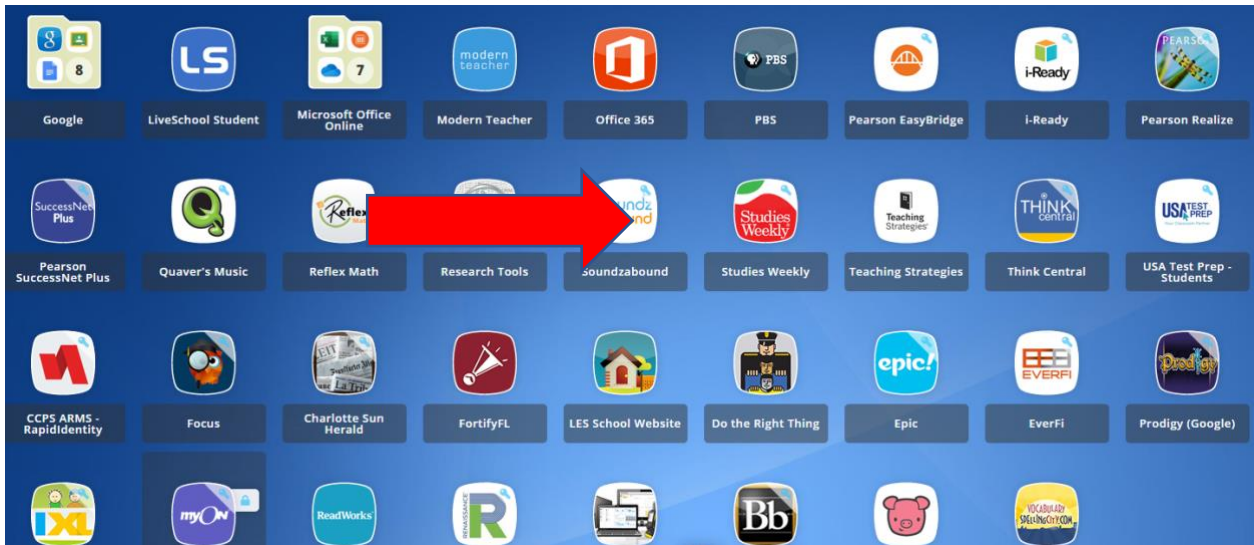 8
LS
7
modern
teacher
PBS
i-Ready
PEARSON
Google
LiveSchool Student
Microsoft Office
Online
Modern Teacher
Office 365
PBS
Pearson EasyBridge
i-Ready
Pearson Realize
SuccessNet
Plus
Reflex
undz
nd
Studies
Weekly
Teaching
Strategies
THINK
central
USA TEST
PREP
Pearson
SuccessNet Plus
Quaver's Music
Reflex Math
Research Tools
Soundzabound
Studies Weekly
Teaching Strategies
Think Central
USA Test Prep -
Students
epic!
EVERFI
Prodigy
CCPS ARMS -
RapidIdentity
Focus
Charlotte Sun
Herald
FortifyFL
LES School Website
Do the Right Thing
Epic
EverFi
Prodigy (Google)
IXL
myON
ReadWorks
RENAISSANCE
R
Bb
VOCABULARY
SPELLINGCITY.COM